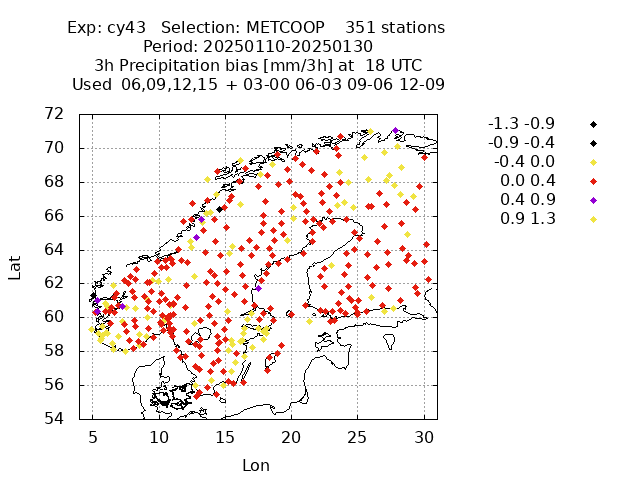 Exp: cy43   Selection: METCOOP    351 stations
Period: 20250110-20250130
3h Precipitation bias [mm/3h] at  18 UTC
Used  06,09,12,15  + 03-00 06-03 09-06 12-09
-1.3 -0.9
-0.9 -0.4
-0.4 0.0
0.0 0.4
0.4 0.9
0.9 1.3
72
70
68
66
64
62
60
58
56
54
Lat
5 10 15 20 25 30
Lon